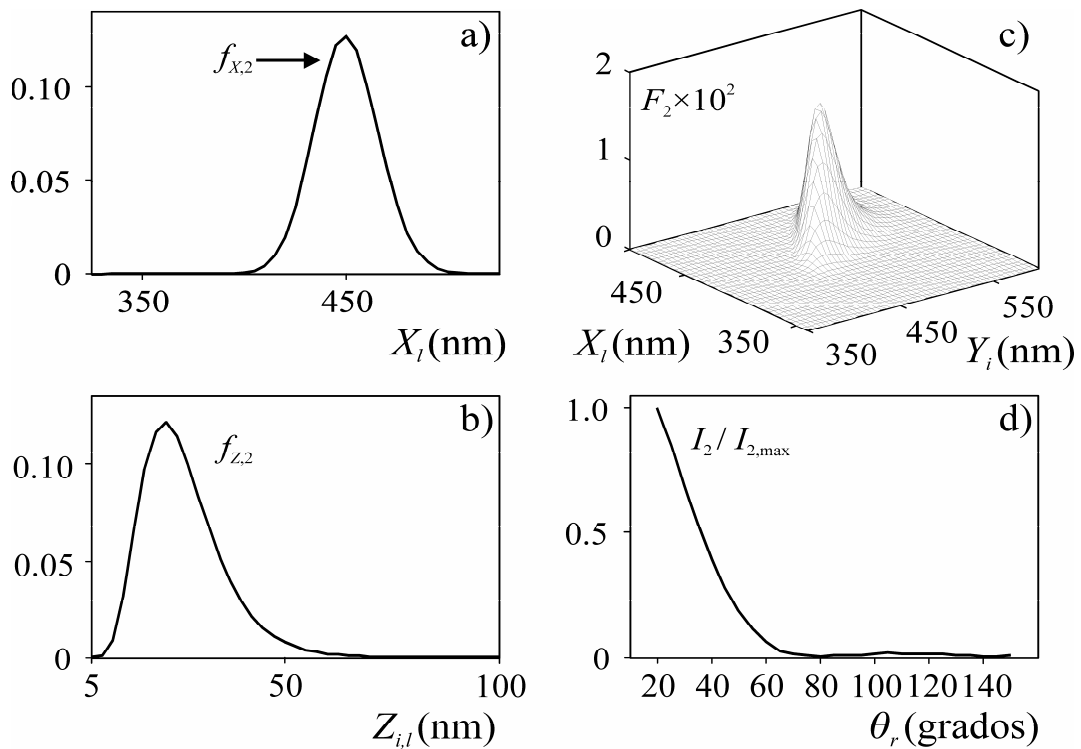 a)
f_{X,2}
0.10
0.05
0
350 450
X_l (nm)
c)
F_2×10^2
2
1
0
450 350
X_l (nm)
350 450 550
Y_i (nm)
b)
f_{Z,2}
0.10
0.05
0
5 50 100
Z_{i,l} (nm)
d)
I_2 / I_{2,max}
1.0
0.5
0
20 40 60 80 100 120 140
θ_r (grados)